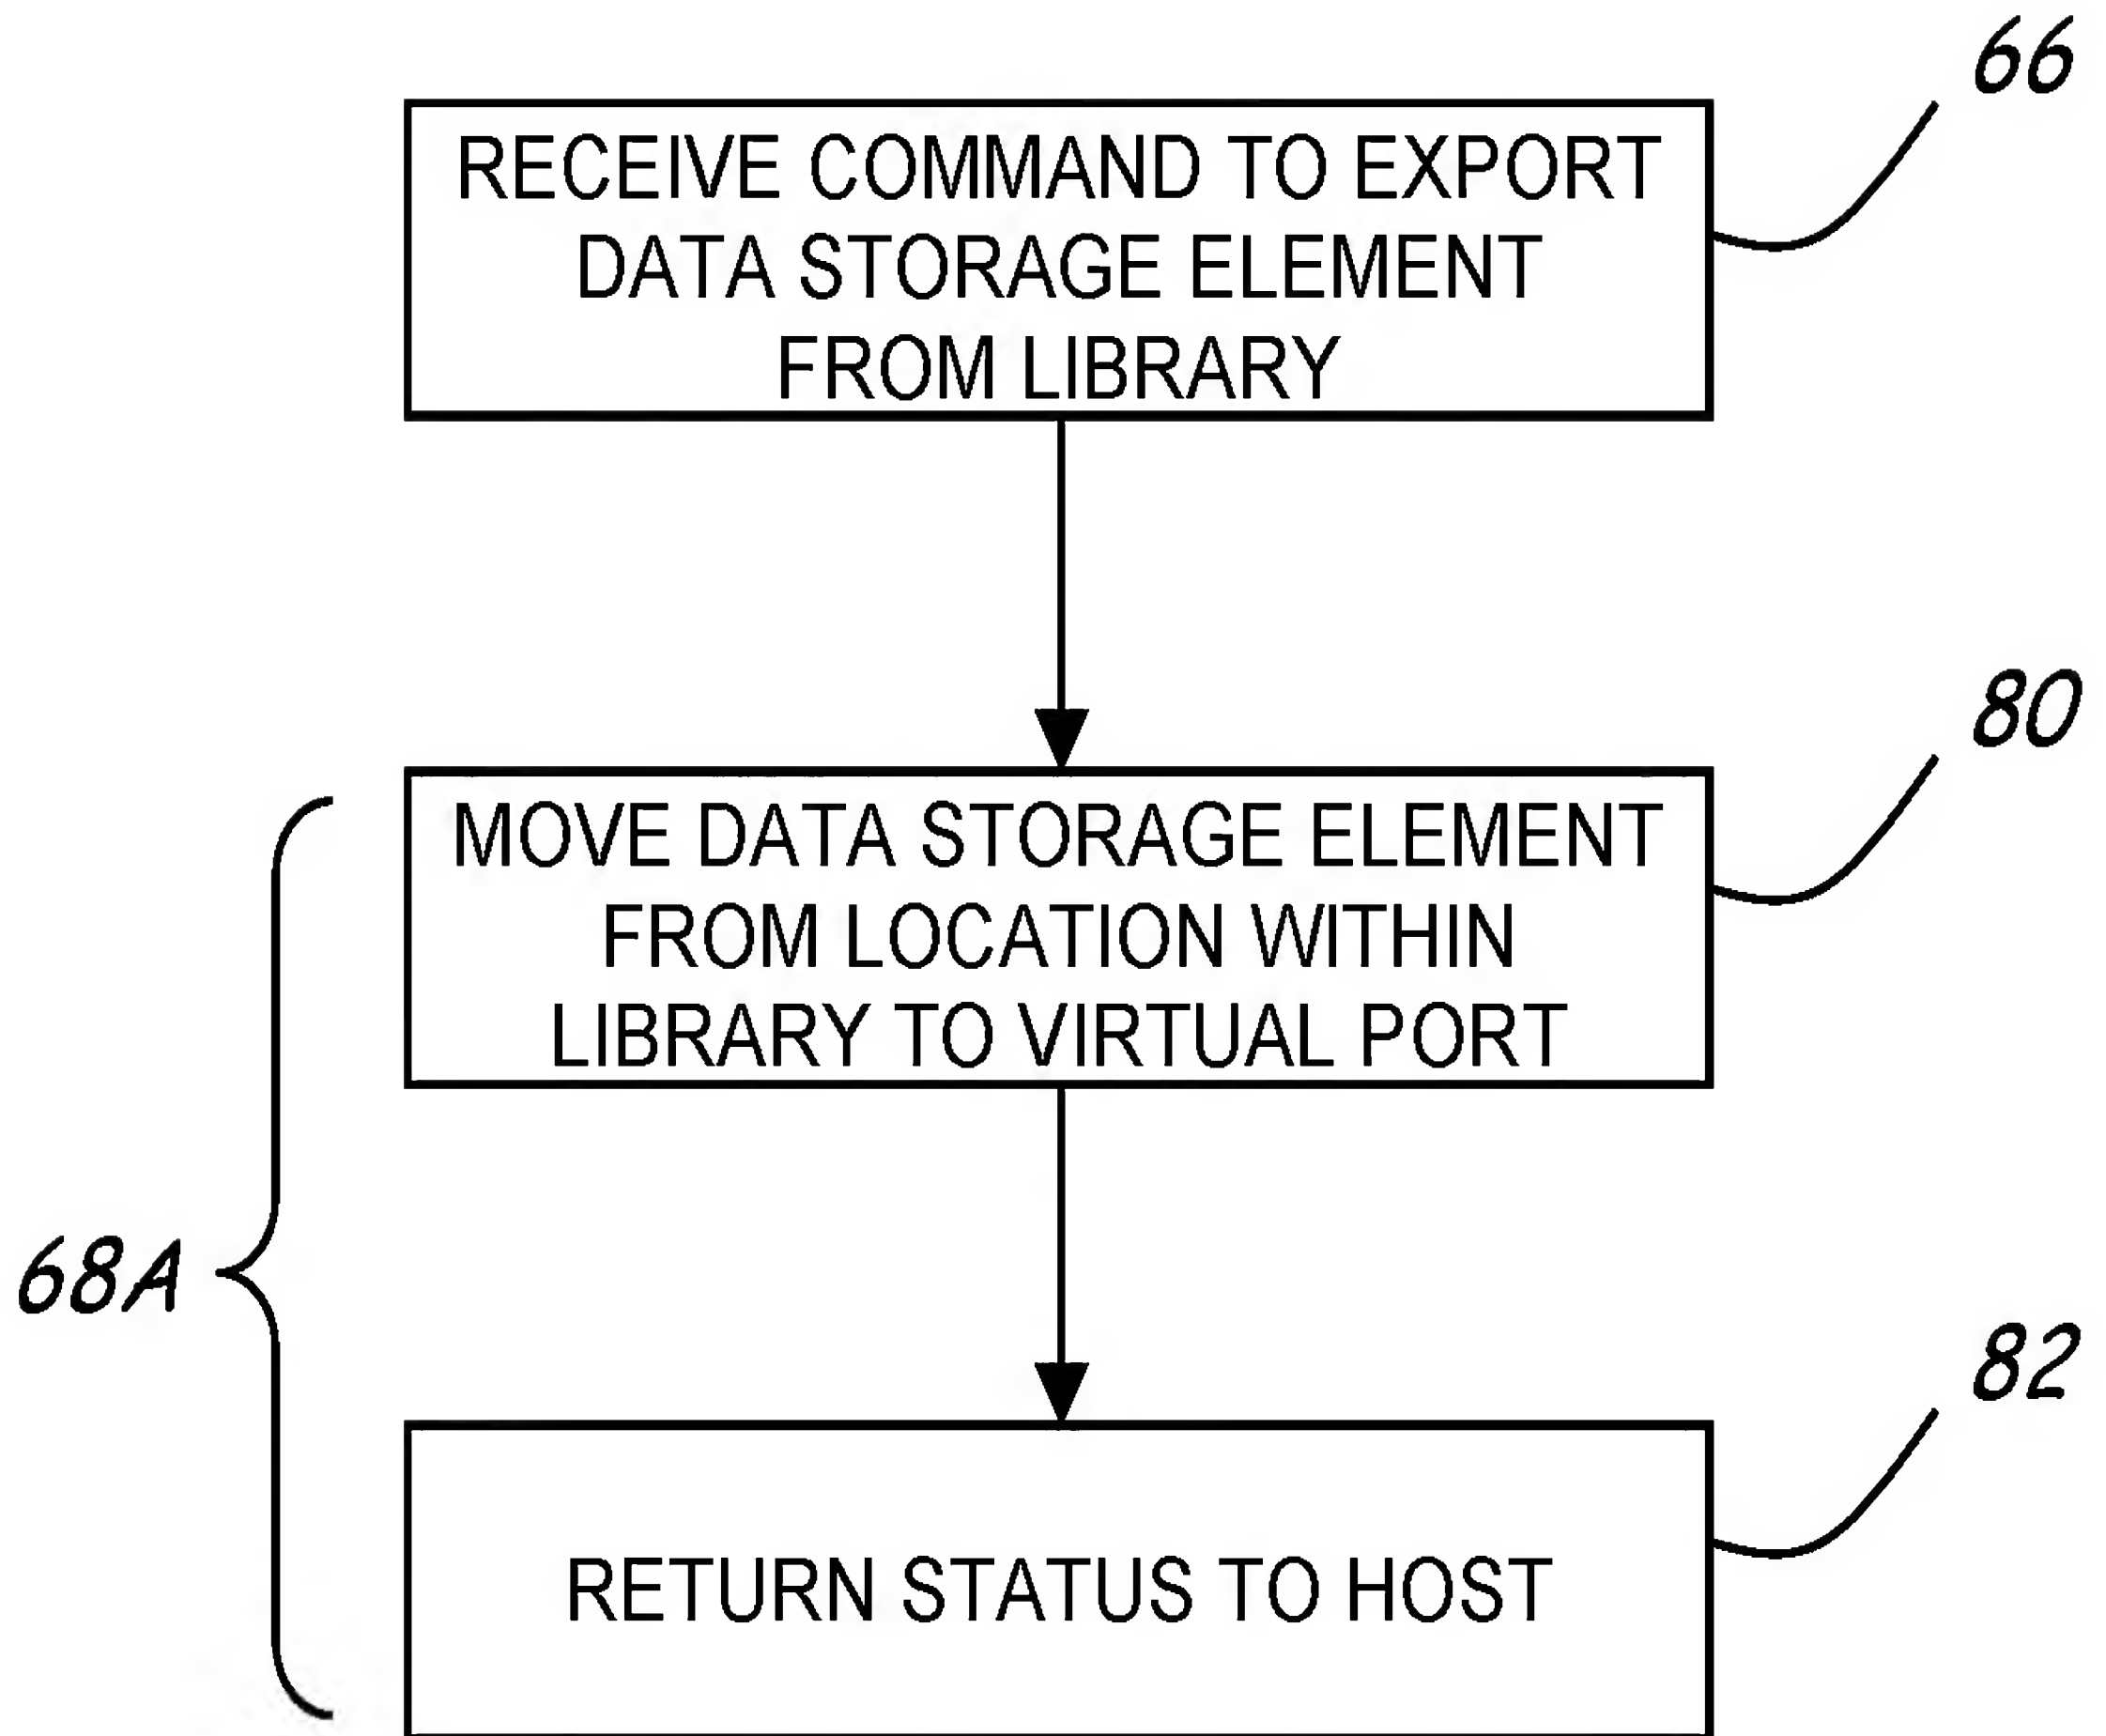 66
RECEIVE COMMAND TO EXPORT
DATA STORAGE ELEMENT
FROM LIBRARY
80
MOVE DATA STORAGE ELEMENT
FROM LOCATION WITHIN
LIBRARY TO VIRTUAL PORT
68A
82
RETURN STATUS TO HOST